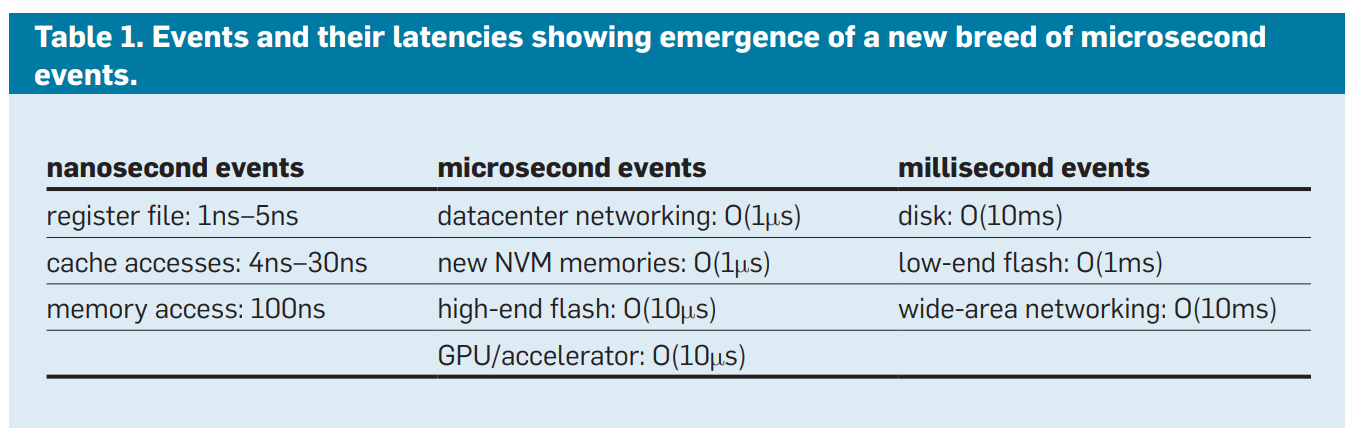 Table 1. Events and their latencies showing emergence of a new breed of microsecond
events.
nanosecond events microsecond events millisecond events
register file: 1ns–5ns datacenter networking: O(1μs) disk: O(10ms)
cache accesses: 4ns–30ns new NVM memories: O(1μs) low-end flash: O(1ms)
memory access: 100ns high-end flash: O(10μs) wide-area networking: O(10ms)
GPU/accelerator: O(10μs)